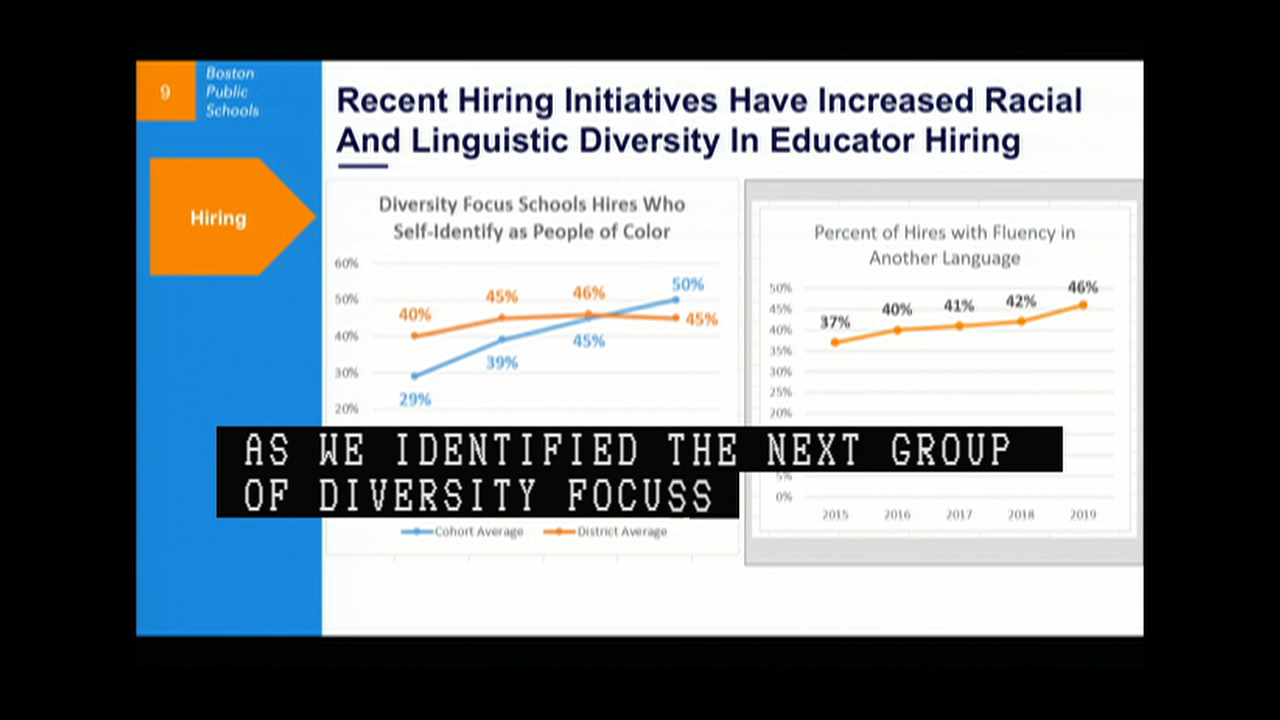 9
Boston
Public
Schools
Recent Hiring Initiatives Have Increased Racial
And Linguistic Diversity In Educator Hiring
Hiring
Diversity Focus Schools Hires Who
Self-Identify as People of Color
60%
50%
40%
30%
20%
40%
45%
46%
50%
45%
29%
39%
45%
Cohort Average
District Average
Percent of Hires with Fluency in
Another Language
50%
45%
40%
35%
30%
25%
20%
5%
0%
37%
40%
41%
42%
46%
2015 2016 2017 2018 2019
AS WE IDENTIFIED THE NEXT GROUP
OF DIVERSITY FOCUSS